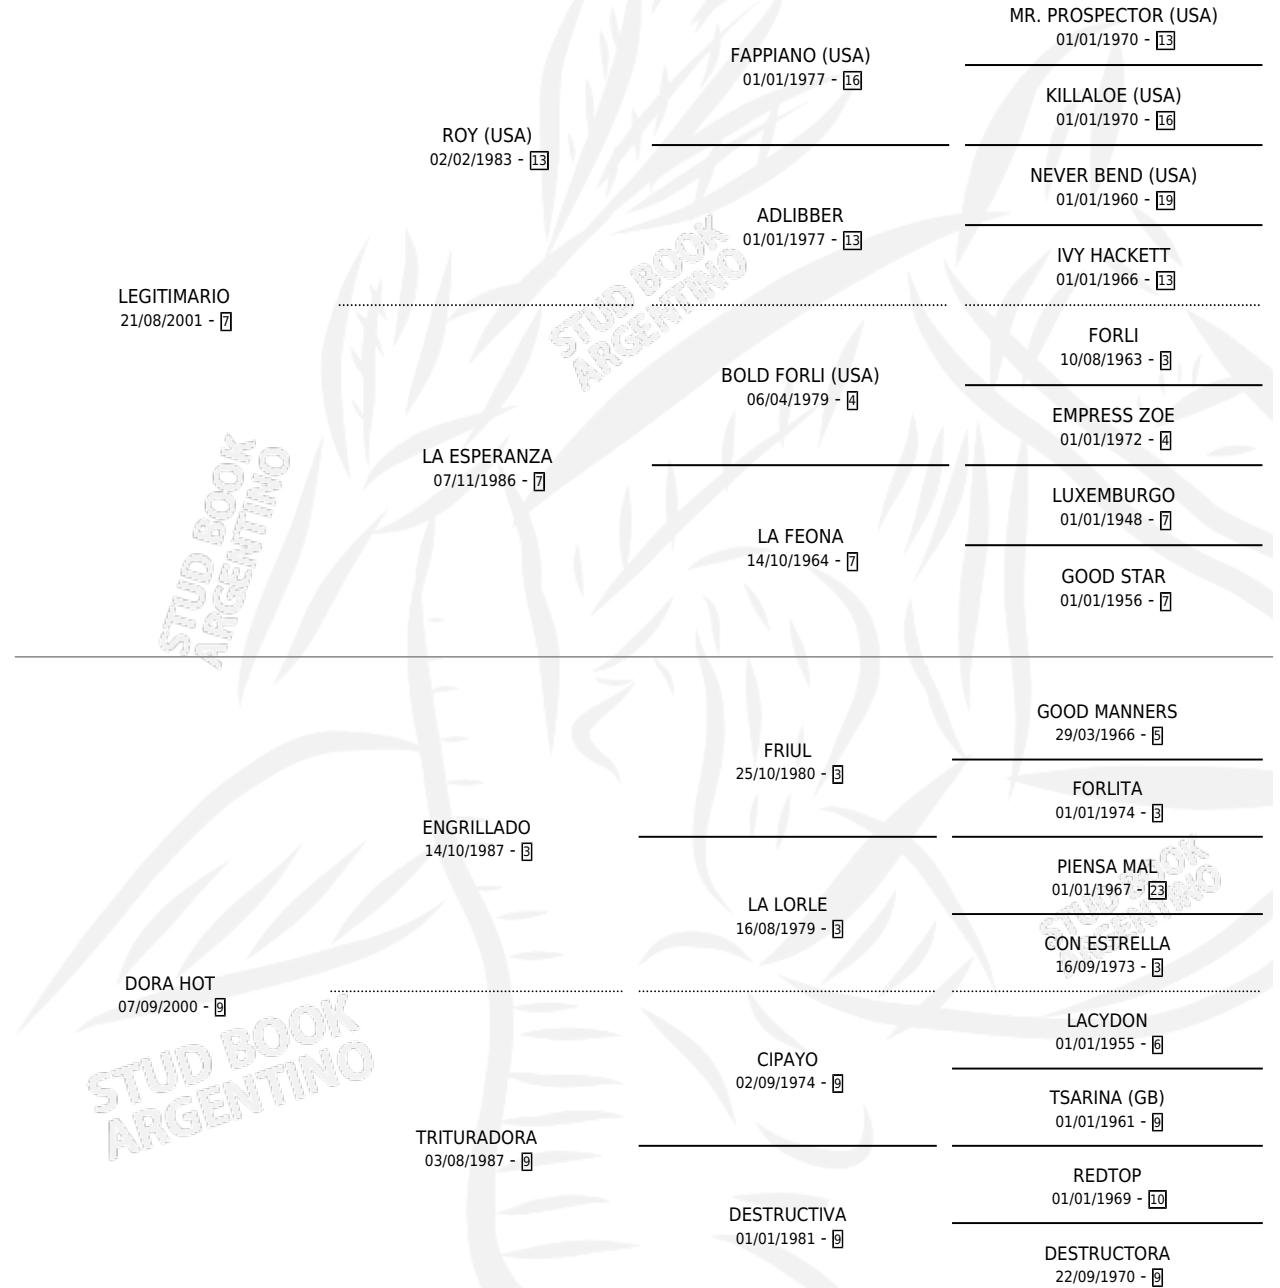 MR. PROSPECTOR (USA)
01/01/1970 - 13
FAPPIANO (USA)
01/01/1977 - 16
KILLALOE (USA)
01/01/1970 - 16
ROY (USA)
02/02/1983 - 13
NEVER BEND (USA)
01/01/1960 - 19
ADLIBBER
01/01/1977 - 13
IVY HACKETT
01/01/1966 - 13
LEGITIMARIO
21/08/2001 - 7
FORLI
10/08/1963 - 3
BOLD FORLI (USA)
06/04/1979 - 4
EMPRESS ZOE
01/01/1972 - 4
LA ESPERANZA
07/11/1986 - 7
LUXEMBURGO
01/01/1948 - 7
LA FEONA
14/10/1964 - 7
GOOD STAR
01/01/1956 - 7
GOOD MANNERS
29/03/1966 - 5
FRIUL
25/10/1980 - 3
FORLITA
01/01/1974 - 3
ENGRILLADO
14/10/1987 - 3
PIENSA MAL
01/01/1967 - 23
LA LORLE
16/08/1979 - 3
CON ESTRELLA
16/09/1973 - 3
DORA HOT
07/09/2000 - 9
LACYDON
01/01/1955 - 6
CIPAYO
02/09/1974 - 9
TSARINA (GB)
01/01/1961 - 9
TRITURADORA
03/08/1987 - 9
REDTOP
01/01/1969 - 10
DESTRUCTIVA
01/01/1981 - 9
DESTRUCTORA
22/09/1970 - 9
STUD BOOK
ARGENTINO
STUD BOOK
ARGENTINO
STUD BOOK
ARGENTINO
STUD BOOK
ARGENTINO